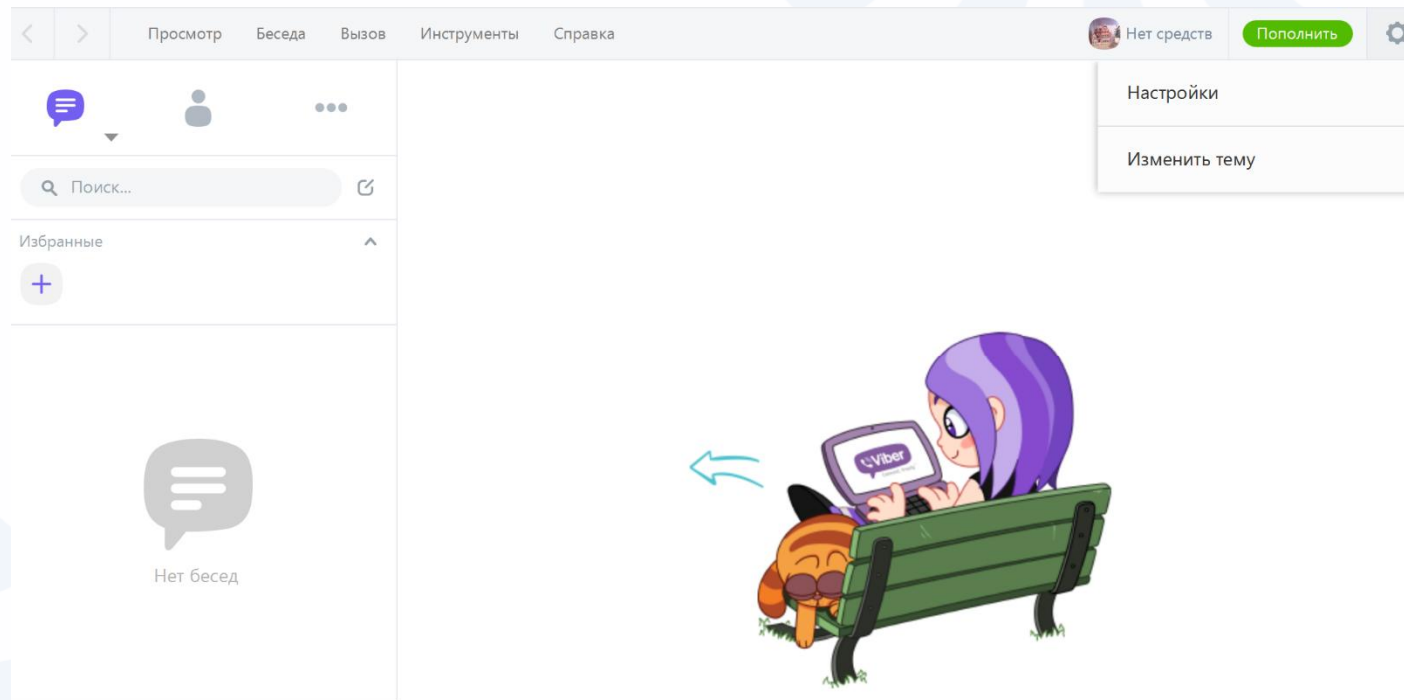 Просмотр Беседа Вызов Инструменты Справка Нет средств Пополнить
Настройки
Изменить тему
Поиск...
Избранные
Viber
Нет бесед